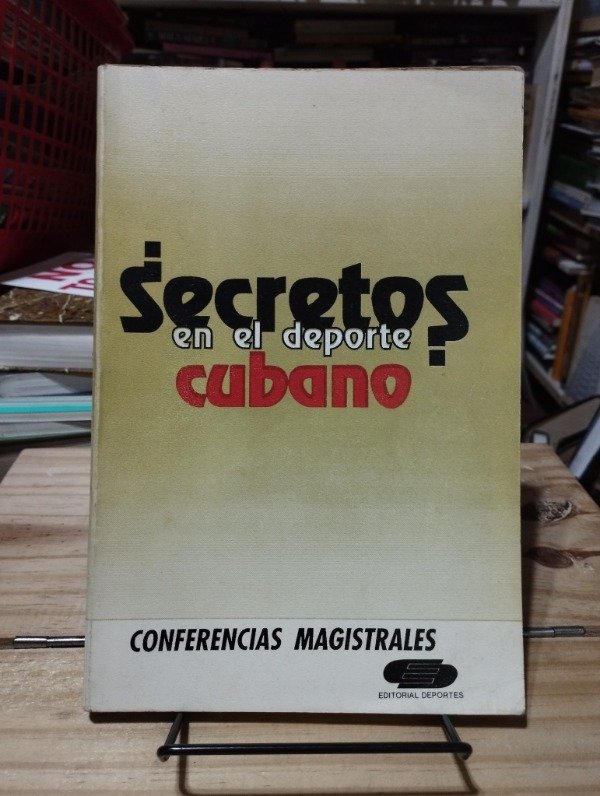 ¿Secretos?
en el deporte
cubano
CONFERENCIAS MAGISTRALES
EDITORIAL DEPORTES